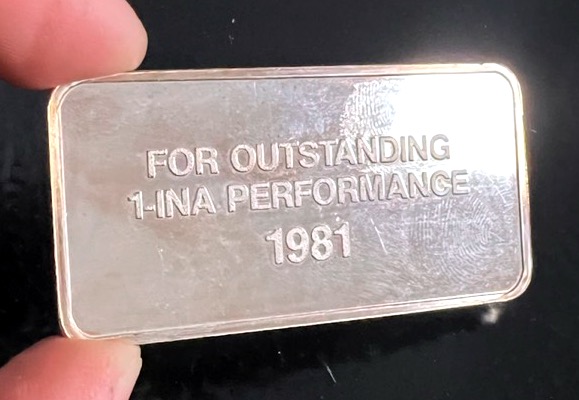 FOR OUTSTANDING
1-INA PERFORMANCE
1981